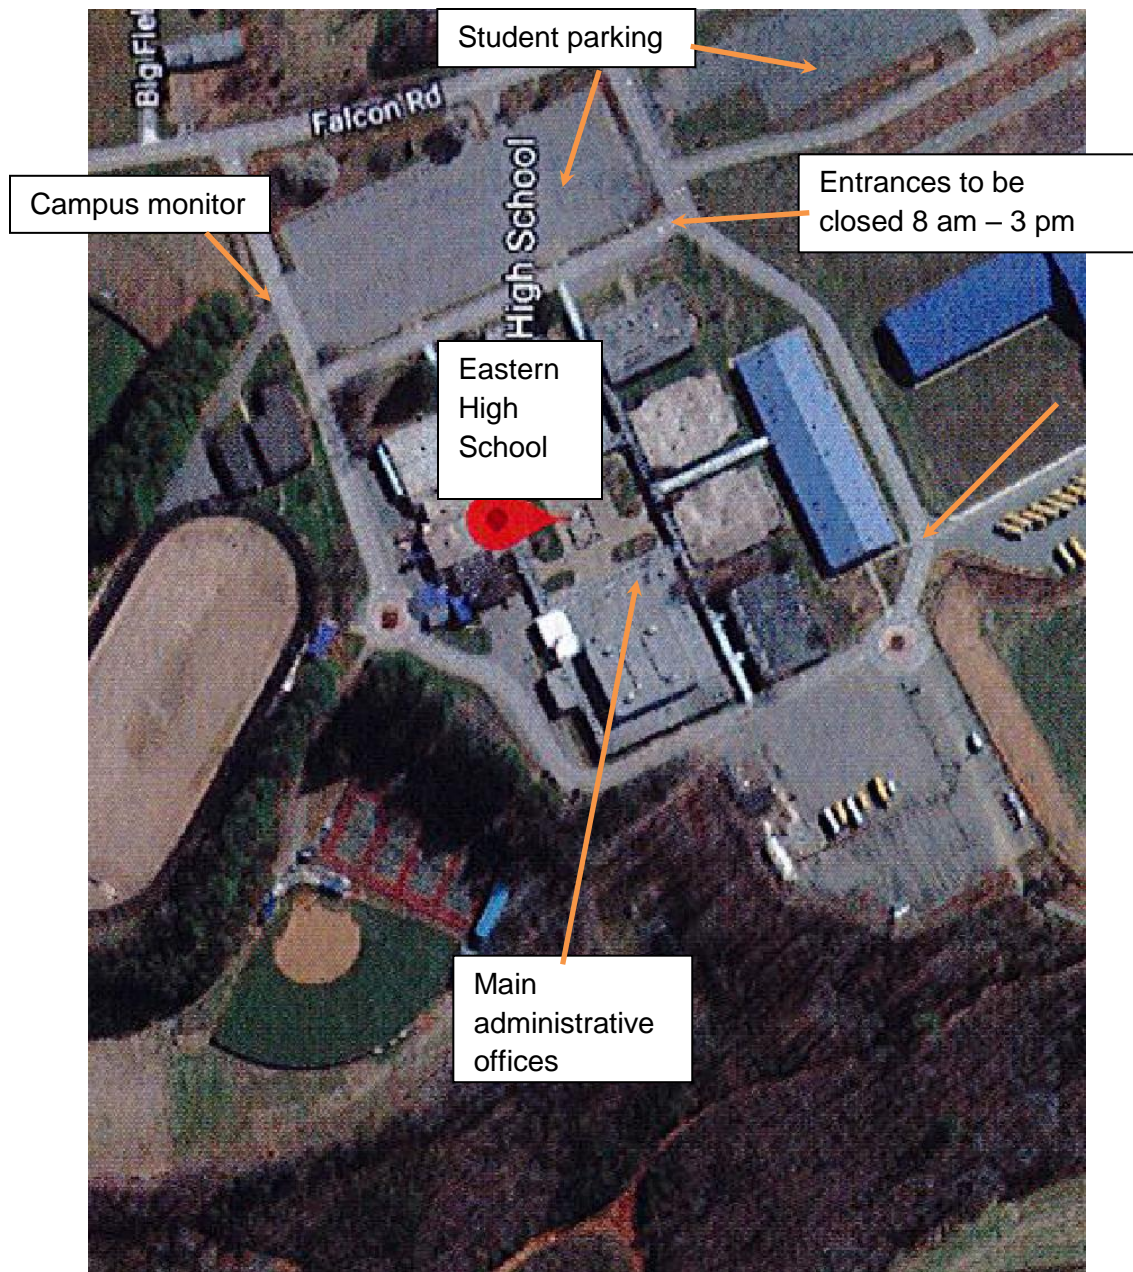 Student parking
Big Fiel
Falcon Rd
High School
Campus monitor
Entrances to be
closed 8 am – 3 pm
Eastern
High
School
Main
administrative
offices